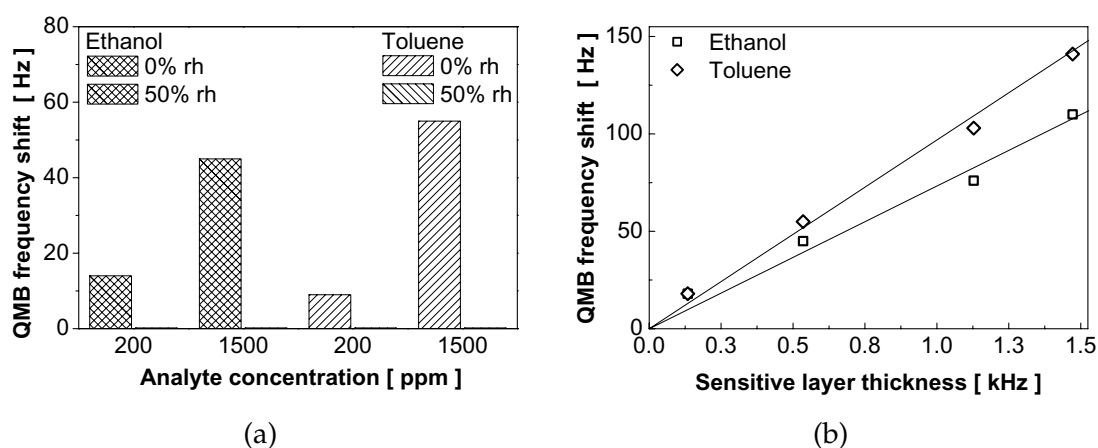 80
60
40
20
0
QMB frequency shift [ Hz ]
Ethanol
0% rh
50% rh
Toluene
0% rh
50% rh
200 1500 200 1500
Analyte concentration [ ppm ]
(a)
150
100
50
0
QMB frequency shift [ Hz ]
Ethanol
Toluene
0.0 0.3 0.5 0.8 1.0 1.3 1.5
Sensitive layer thickness [ kHz ]
(b)